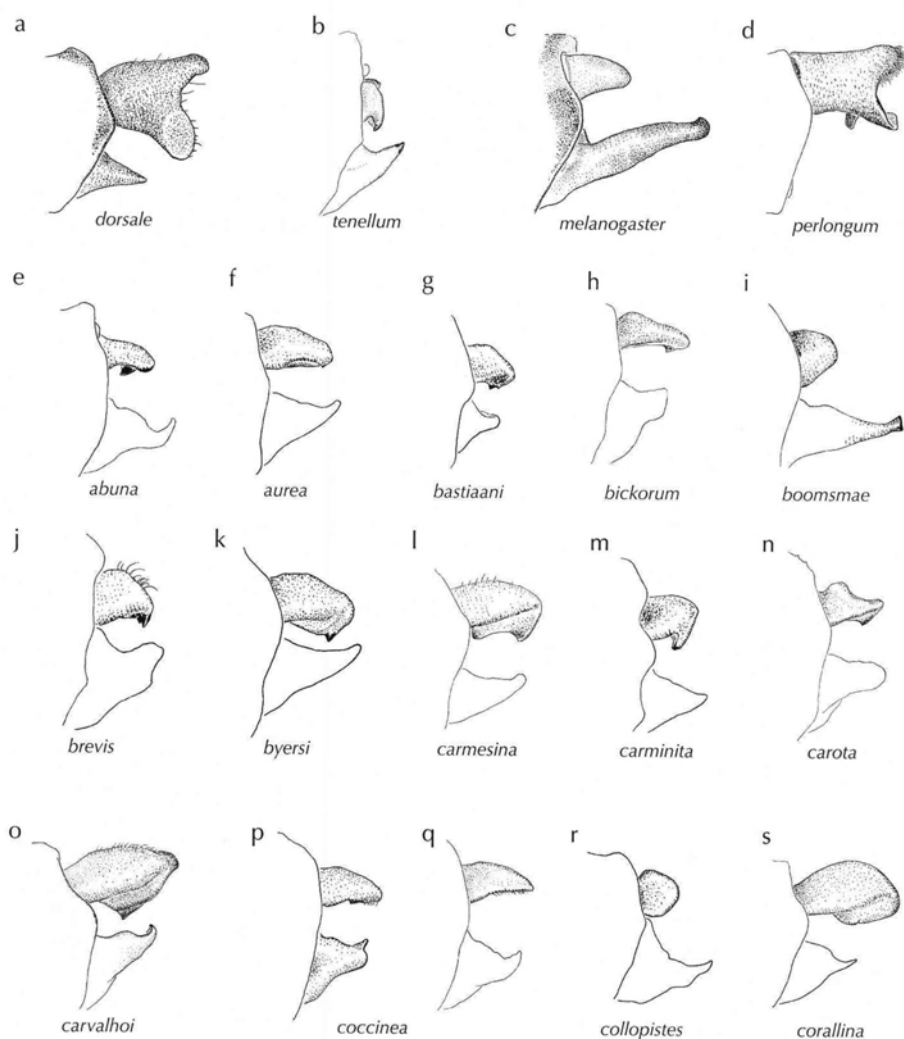 a b c d
dorsale tenellum melanogaster perlongum
e f g h i
abuna aurea bastiaani bickorum boomsmae
j k l m n
brevis byersi carmesina carminita carota
o p q r s
carvalhoi coccinea collopistes corallina